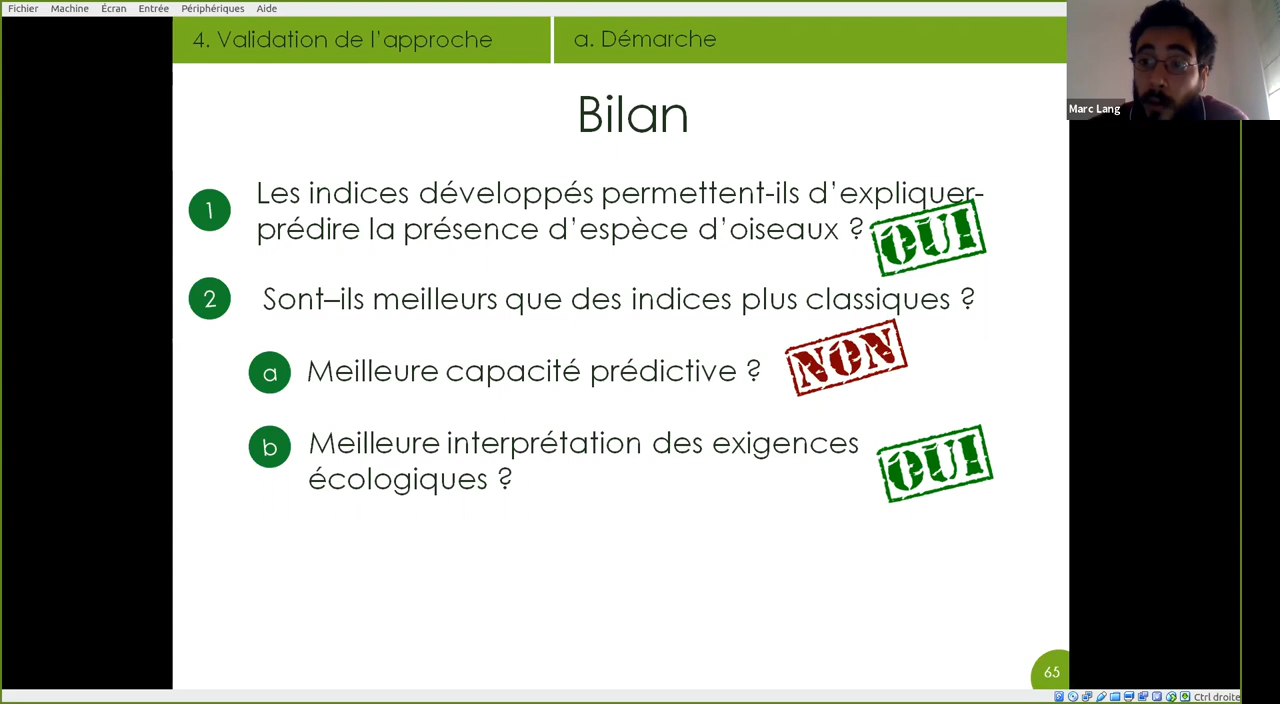 Fichier Machine Écran Entrée Périphériques Aide
4. Validation de l'approche
a. Démarche
Marc Lang
Bilan
1 Les indices développés permettent-ils d'expliquer-
prédire la présence d'espèce d'oiseaux ?
OUI
2 Sont–ils meilleurs que des indices plus classiques ?
a Meilleure capacité prédictive ?
NON
b Meilleure interprétation des exigences
écologiques ?
OUI
65
Ctrl droite